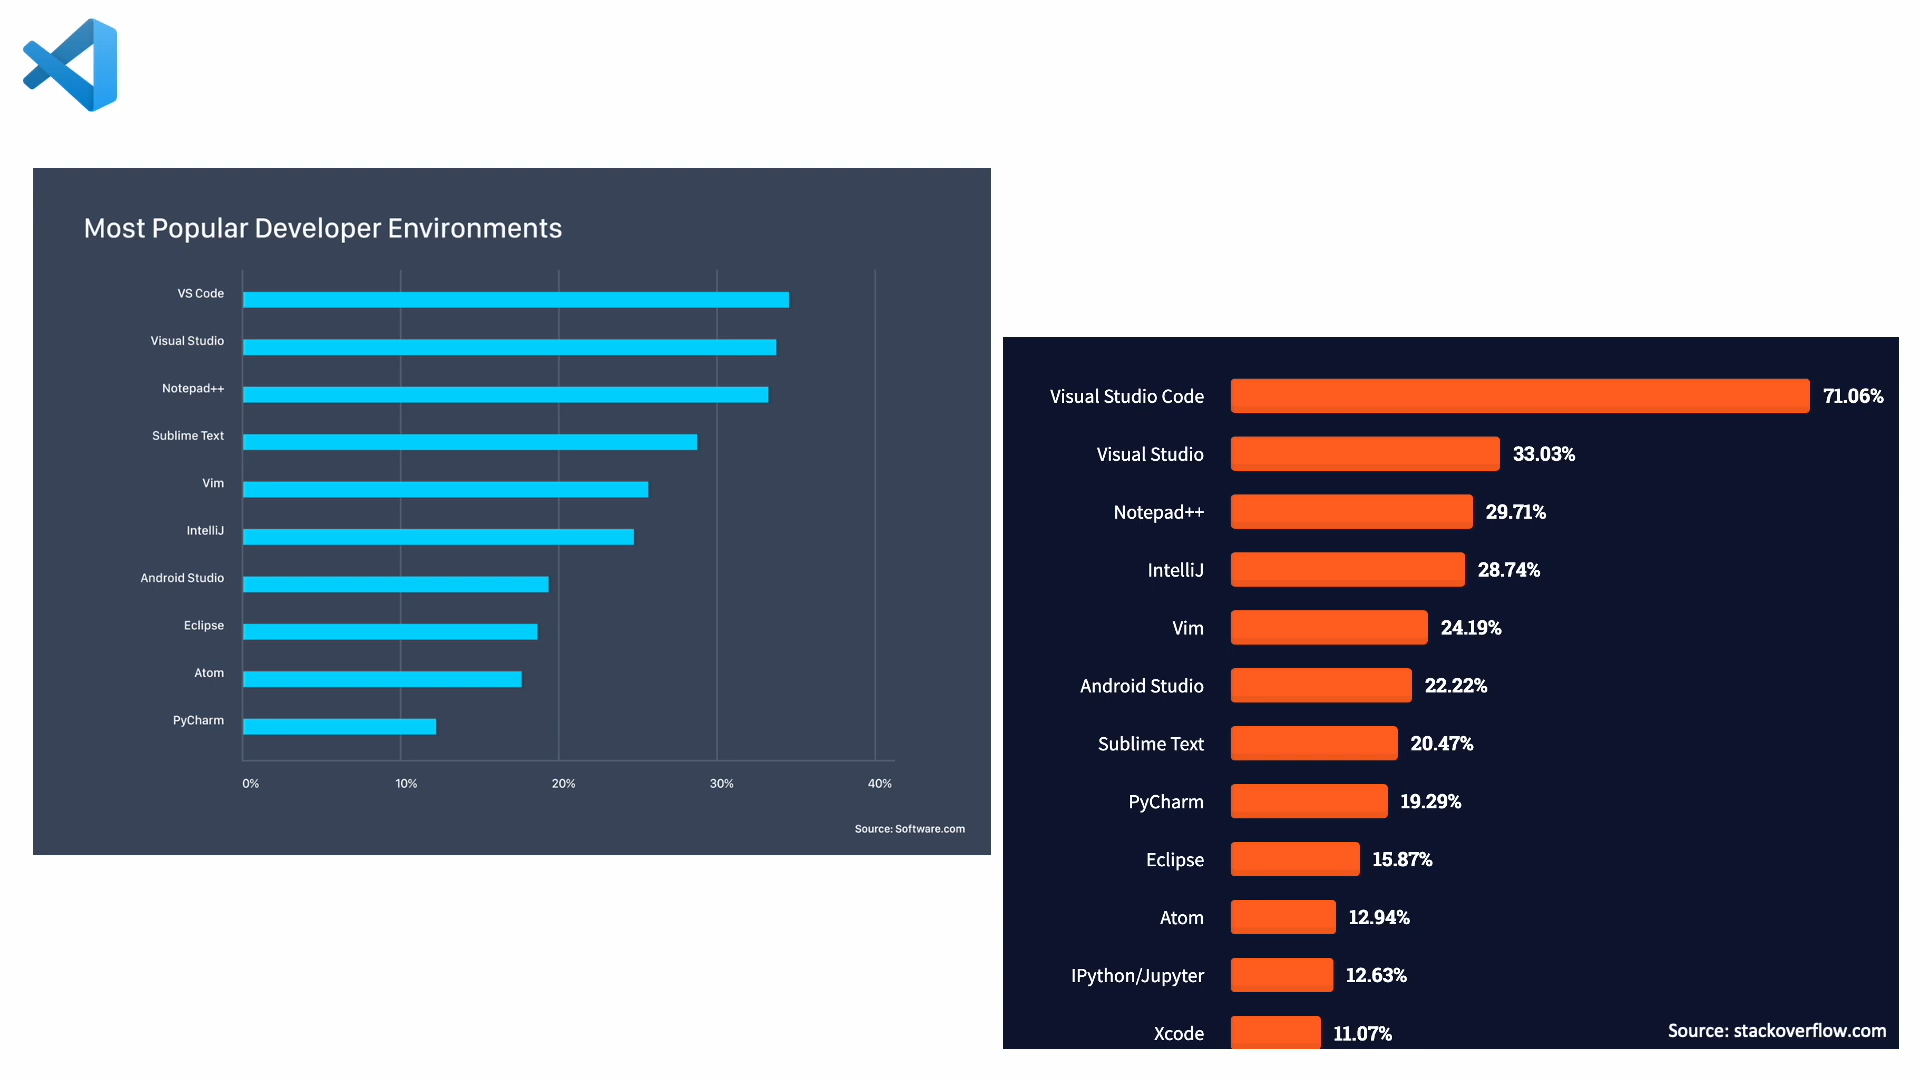 Most Popular Developer Environments
VS Code
Visual Studio
Notepad++
Sublime Text
Vim
IntelliJ
Android Studio
Eclipse
Atom
PyCharm
0% 10% 20% 30% 40%
Source: Software.com
Visual Studio Code 71.06%
Visual Studio 33.03%
Notepad++ 29.71%
IntelliJ 28.74%
Vim 24.19%
Android Studio 22.22%
Sublime Text 20.47%
PyCharm 19.29%
Eclipse 15.87%
Atom 12.94%
IPython/Jupyter 12.63%
Xcode 11.07%
Source: stackoverflow.com